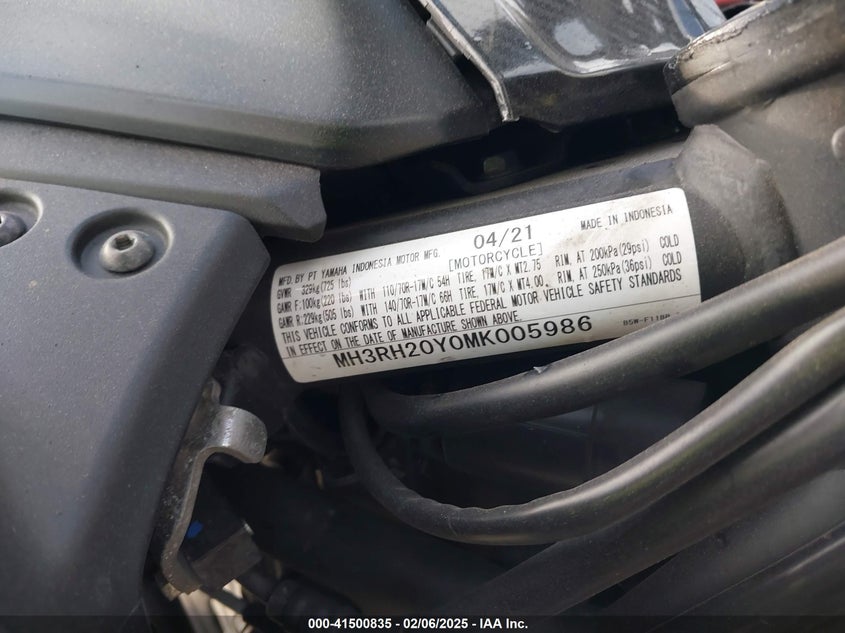 04/21 MADE IN INDONESIA
MFD. BY PT YAMAHA INDONESIA MOTOR MFG. [MOTORCYCLE]
GVWR 329kg(725 lbs)
GAWR F:100kg(220 lbs) WITH 110/70R-17M/C 54H TIRE, 17M/C X MT2.75 RIM, AT 200kPa(29psi) COLD
GAWR R:229kg(505 lbs) WITH 140/70R-17M/C 66H TIRE, 17M/C X MT4.00 RIM, AT 250kPa(36psi) COLD
THIS VEHICLE CONFORMS TO ALL APPLICABLE FEDERAL MOTOR VEHICLE SAFETY STANDARDS
IN EFFECT ON THE DATE OF MANUFACTURE SHOWN ABOVE.
MH3RH20Y0MK005986
000-41500835 - 02/06/2025 - IAA Inc.